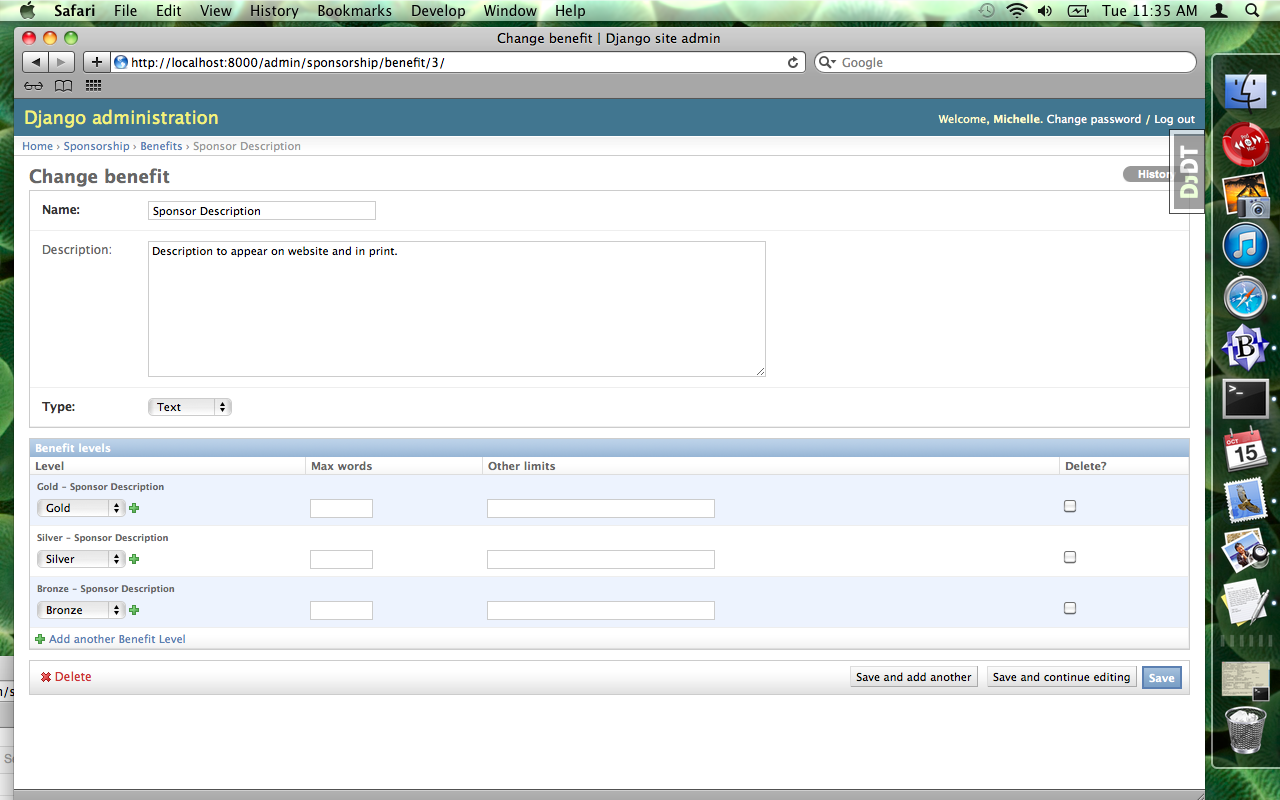 Safari File Edit View History Bookmarks Develop Window Help Tue 11:35 AM
Change benefit | Django site admin
http://localhost:8000/admin/sponsorship/benefit/3/ Google
Django administration Welcome, Michelle. Change password / Log out
Home › Sponsorship › Benefits › Sponsor Description
DjDT
Change benefit Histor
Name: Sponsor Description
Description: Description to appear on website and in print.
Type: Text
Benefit levels
Level Max words Other limits Delete?
Gold – Sponsor Description
Gold
Silver – Sponsor Description
Silver
Bronze – Sponsor Description
Bronze
Add another Benefit Level
Delete Save and add another Save and continue editing Save
B
>_
OCT
15